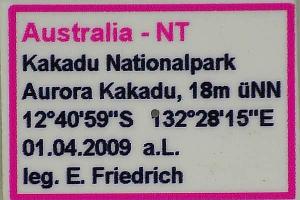 Australia - NT
Kakadu Nationalpark
Aurora Kakadu, 18m üNN
12°40'59"S 132°28'15"E
01.04.2009 a.L.
leg. E. Friedrich